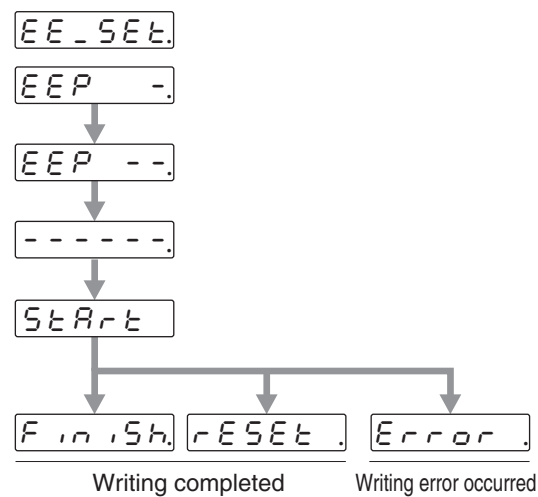 EE_SEt.
EEP -.
EEP --.
------.
StArt
FiniSh. rESEt . Error .
Writing completed Writing error occurred